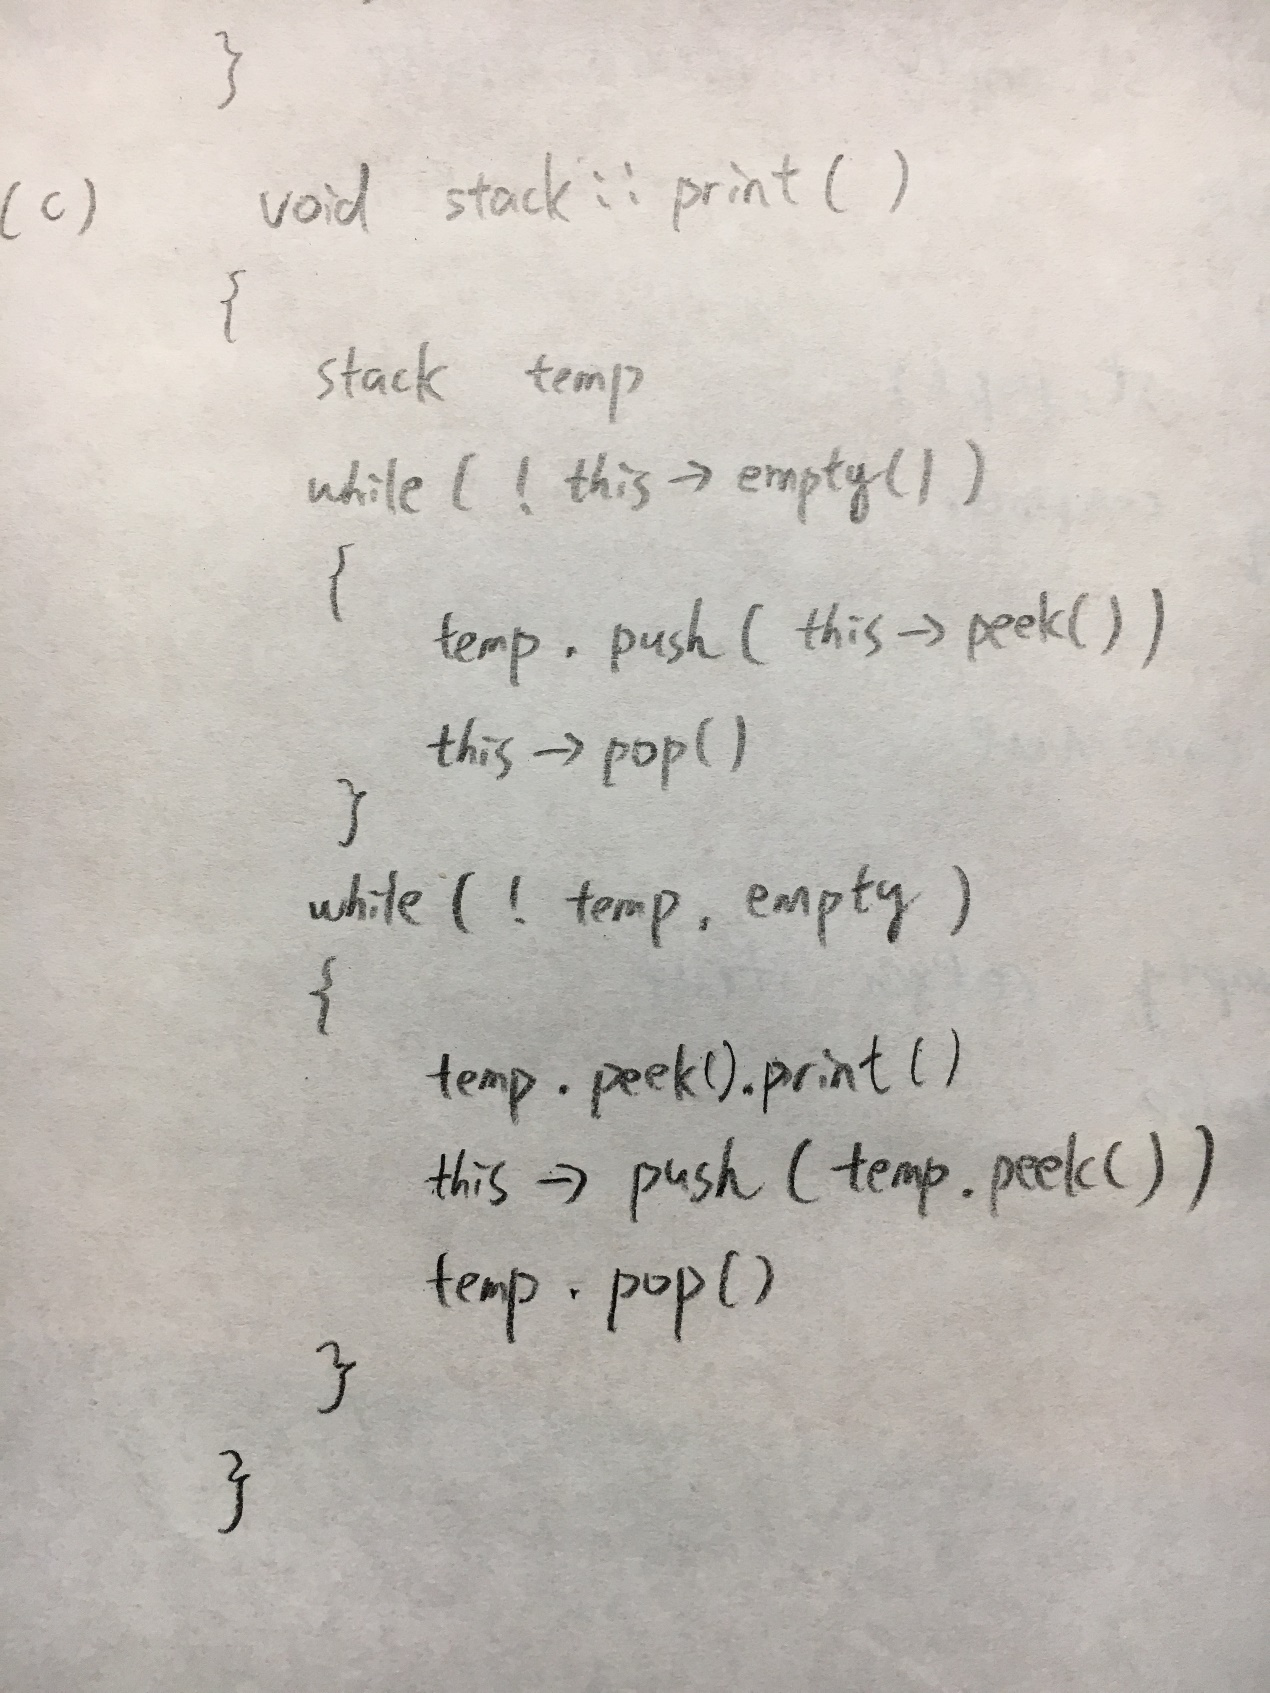 }
(c) void stack::print( )
{
stack temp
while ( ! this → empty() )
{
temp . push ( this → peek() )
this → pop()
}
while ( ! temp . empty )
{
temp . peek().print ( )
this → push ( temp . peek() )
temp . pop()
}
}